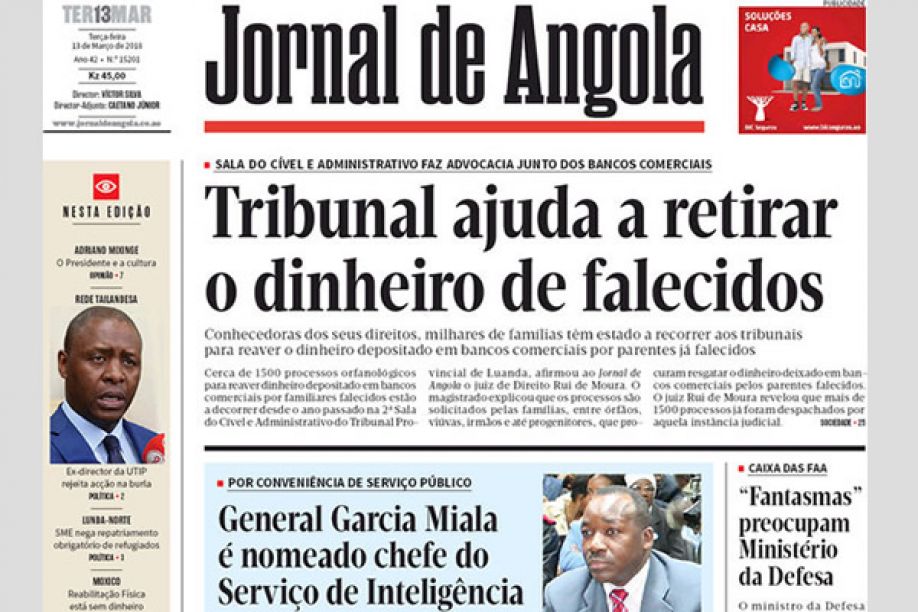 TER13MAR
Terça-feira
13 de Março de 2018
Ano 42 • N.º 15201
Kz 45,00
Director: VÍCTOR SILVA
Director-Adjunto: CAETANO JÚNIOR
www.jornaldeangola.co.ao
Jornal de Angola
PUBLICIDADE
SOLUÇÕES
CASA
BIC Seguros
www.bicseguros.ao
NESTA EDIÇÃO
ADRIANO MIXINGE
O Presidente e a cultura
OPINIÃO • 7
REDE TAILANDESA
Ex-director da UTIP
rejeita acção na burla
POLÍTICA • 2
LUNDA-NORTE
SME nega repatriamento
obrigatório de refugiados
POLÍTICA • 3
MOXICO
Reabilitação Física
está sem dinheiro
SALA DO CÍVEL E ADMINISTRATIVO FAZ ADVOCACIA JUNTO DOS BANCOS COMERCIAIS
Tribunal ajuda a retirar
o dinheiro de falecidos
Conhecedoras dos seus direitos, milhares de famílias têm estado a recorrer aos tribunais
para reaver o dinheiro depositado em bancos comerciais por parentes já falecidos
Cerca de 1500 processos orfanológicos
para reaver dinheiro depositado em bancos
comerciais por familiares falecidos estão
a decorrer desde o ano passado na 2ª Sala
do Cível e Administrativo do Tribunal Pro-
vincial de Luanda, afirmou ao Jornal de
Angola o juiz de Direito Rui de Moura. O
magistrado explicou que os processos são
solicitados pelas famílias, entre órfãos,
viúvas, irmãos e até progenitores, que pro-
curam resgatar o dinheiro deixado em ban-
cos comerciais pelos parentes falecidos.
O juiz Rui de Moura revelou que mais de
1500 processos já foram despachados por
aquela instância judicial. SOCIEDADE • 25
POR CONVENIÊNCIA DE SERVIÇO PÚBLICO
General Garcia Miala
é nomeado chefe do
Serviço de Inteligência
CAIXA DAS FAA
“Fantasmas”
preocupam
Ministério
da Defesa
O ministro da Defesa